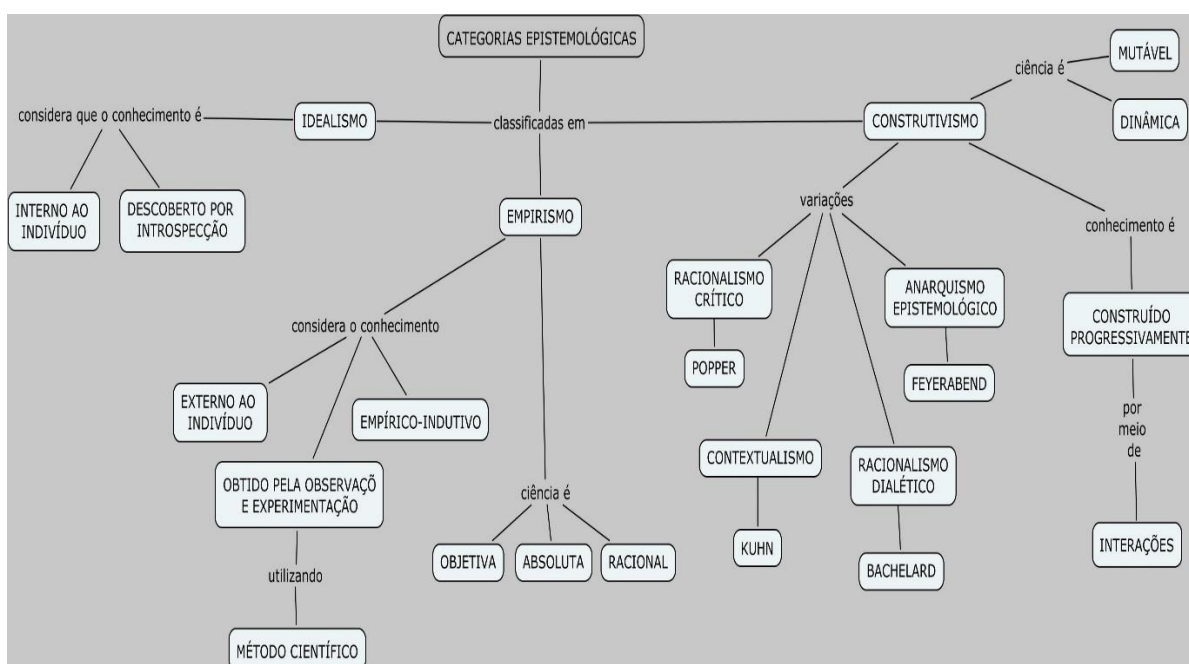 CATEGORIAS EPISTEMOLÓGICAS
classificadas em
IDEALISMO
considera que o conhecimento é
INTERNO AO
INDIVÍDUO
DESCOBERTO POR
INTROSPECÇÃO
EMPIRISMO
considera o conhecimento
EXTERNO AO
INDIVÍDUO
OBTIDO PELA OBSERVAÇÕ
E EXPERIMENTAÇÃO
utilizando
MÉTODO CIENTÍFICO
EMPÍRICO-INDUTIVO
ciência é
OBJETIVA
ABSOLUTA
RACIONAL
CONSTRUTIVISMO
ciência é
MUTÁVEL
DINÂMICA
variações
RACIONALISMO
CRÍTICO
POPPER
CONTEXTUALISMO
KUHN
RACIONALISMO
DIALÉTICO
BACHELARD
ANARQUISMO
EPISTEMOLÓGICO
FEYERABEND
conhecimento é
CONSTRUÍDO
PROGRESSIVAMENTE
por
meio
de
INTERAÇÕES